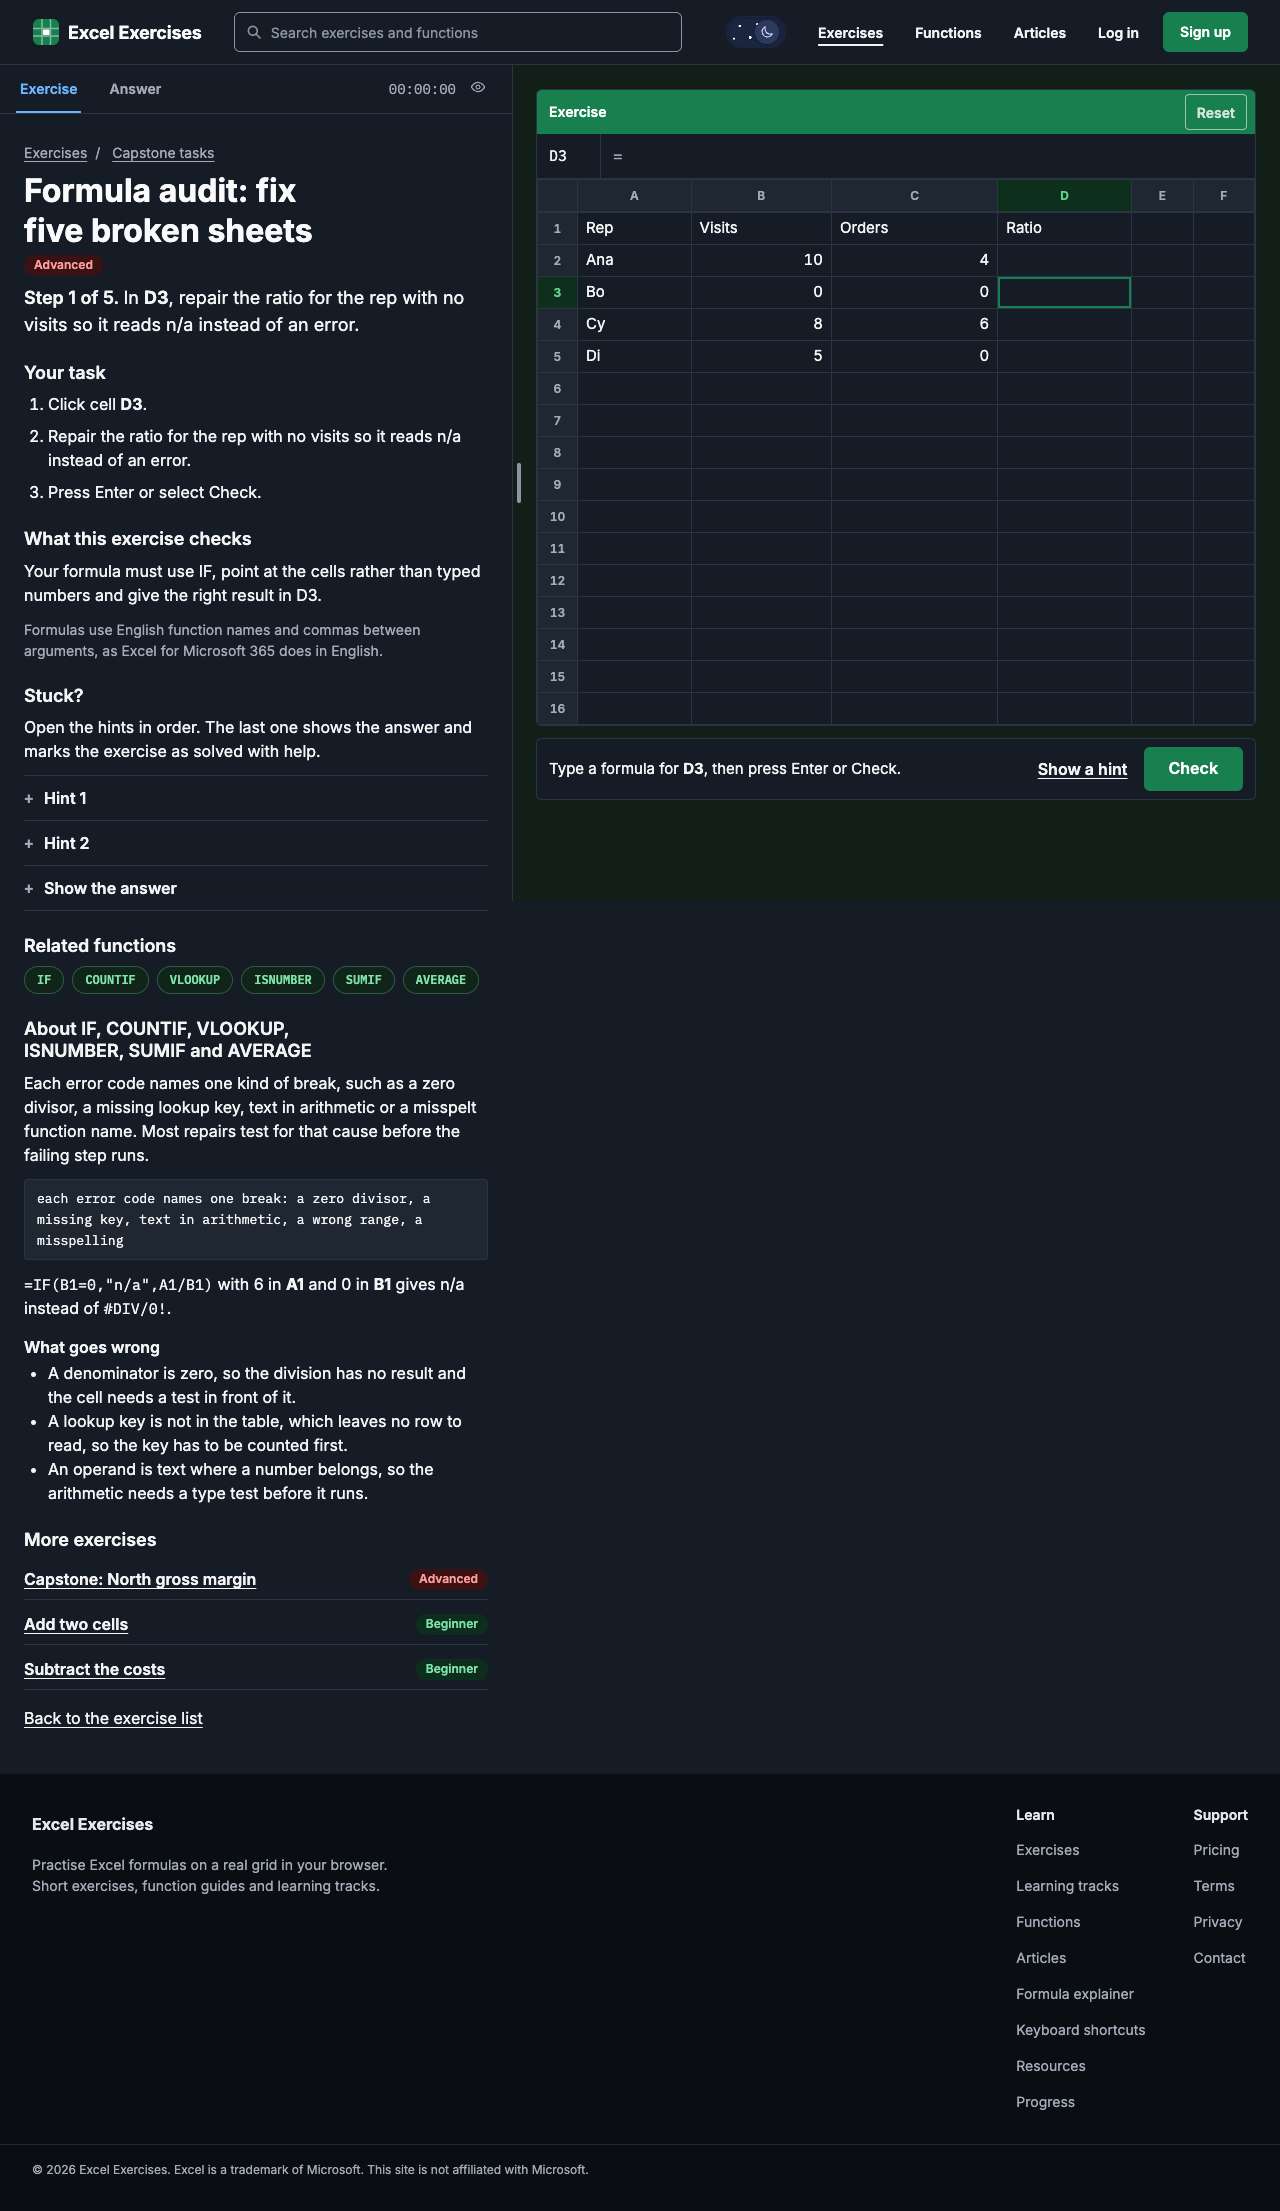 Excel Exercises
Search exercises and functions
Exercises
Functions
Articles
Log in
Sign up
Exercise
Answer
00:00:00
Exercises / Capstone tasks
Formula audit: fix
five broken sheets
Advanced
Step 1 of 5. In D3, repair the ratio for the rep with no
visits so it reads n/a instead of an error.
Your task
1. Click cell D3.
2. Repair the ratio for the rep with no visits so it reads n/a
instead of an error.
3. Press Enter or select Check.
What this exercise checks
Your formula must use IF, point at the cells rather than typed
numbers and give the right result in D3.
Formulas use English function names and commas between
arguments, as Excel for Microsoft 365 does in English.
Stuck?
Open the hints in order. The last one shows the answer and
marks the exercise as solved with help.
+ Hint 1
+ Hint 2
+ Show the answer
Related functions
IF COUNTIF VLOOKUP ISNUMBER SUMIF AVERAGE
About IF, COUNTIF, VLOOKUP,
ISNUMBER, SUMIF and AVERAGE
Each error code names one kind of break, such as a zero
divisor, a missing lookup key, text in arithmetic or a misspelt
function name. Most repairs test for that cause before the
failing step runs.
each error code names one break: a zero divisor, a
missing key, text in arithmetic, a wrong range, a
misspelling
=IF(B1=0,"n/a",A1/B1) with 6 in A1 and 0 in B1 gives n/a
instead of #DIV/0!.
What goes wrong
• A denominator is zero, so the division has no result and
the cell needs a test in front of it.
• A lookup key is not in the table, which leaves no row to
read, so the key has to be counted first.
• An operand is text where a number belongs, so the
arithmetic needs a type test before it runs.
More exercises
Capstone: North gross margin Advanced
Add two cells Beginner
Subtract the costs Beginner
Back to the exercise list
Exercise
Reset
D3 =
A B C D E F
1 Rep Visits Orders Ratio
2 Ana 10 4
3 Bo 0 0
4 Cy 8 6
5 Di 5 0
6
7
8
9
10
11
12
13
14
15
16
Type a formula for D3, then press Enter or Check.
Show a hint
Check
Excel Exercises
Practise Excel formulas on a real grid in your browser.
Short exercises, function guides and learning tracks.
Learn
Exercises
Learning tracks
Functions
Articles
Formula explainer
Keyboard shortcuts
Resources
Progress
Support
Pricing
Terms
Privacy
Contact
© 2026 Excel Exercises. Excel is a trademark of Microsoft. This site is not affiliated with Microsoft.